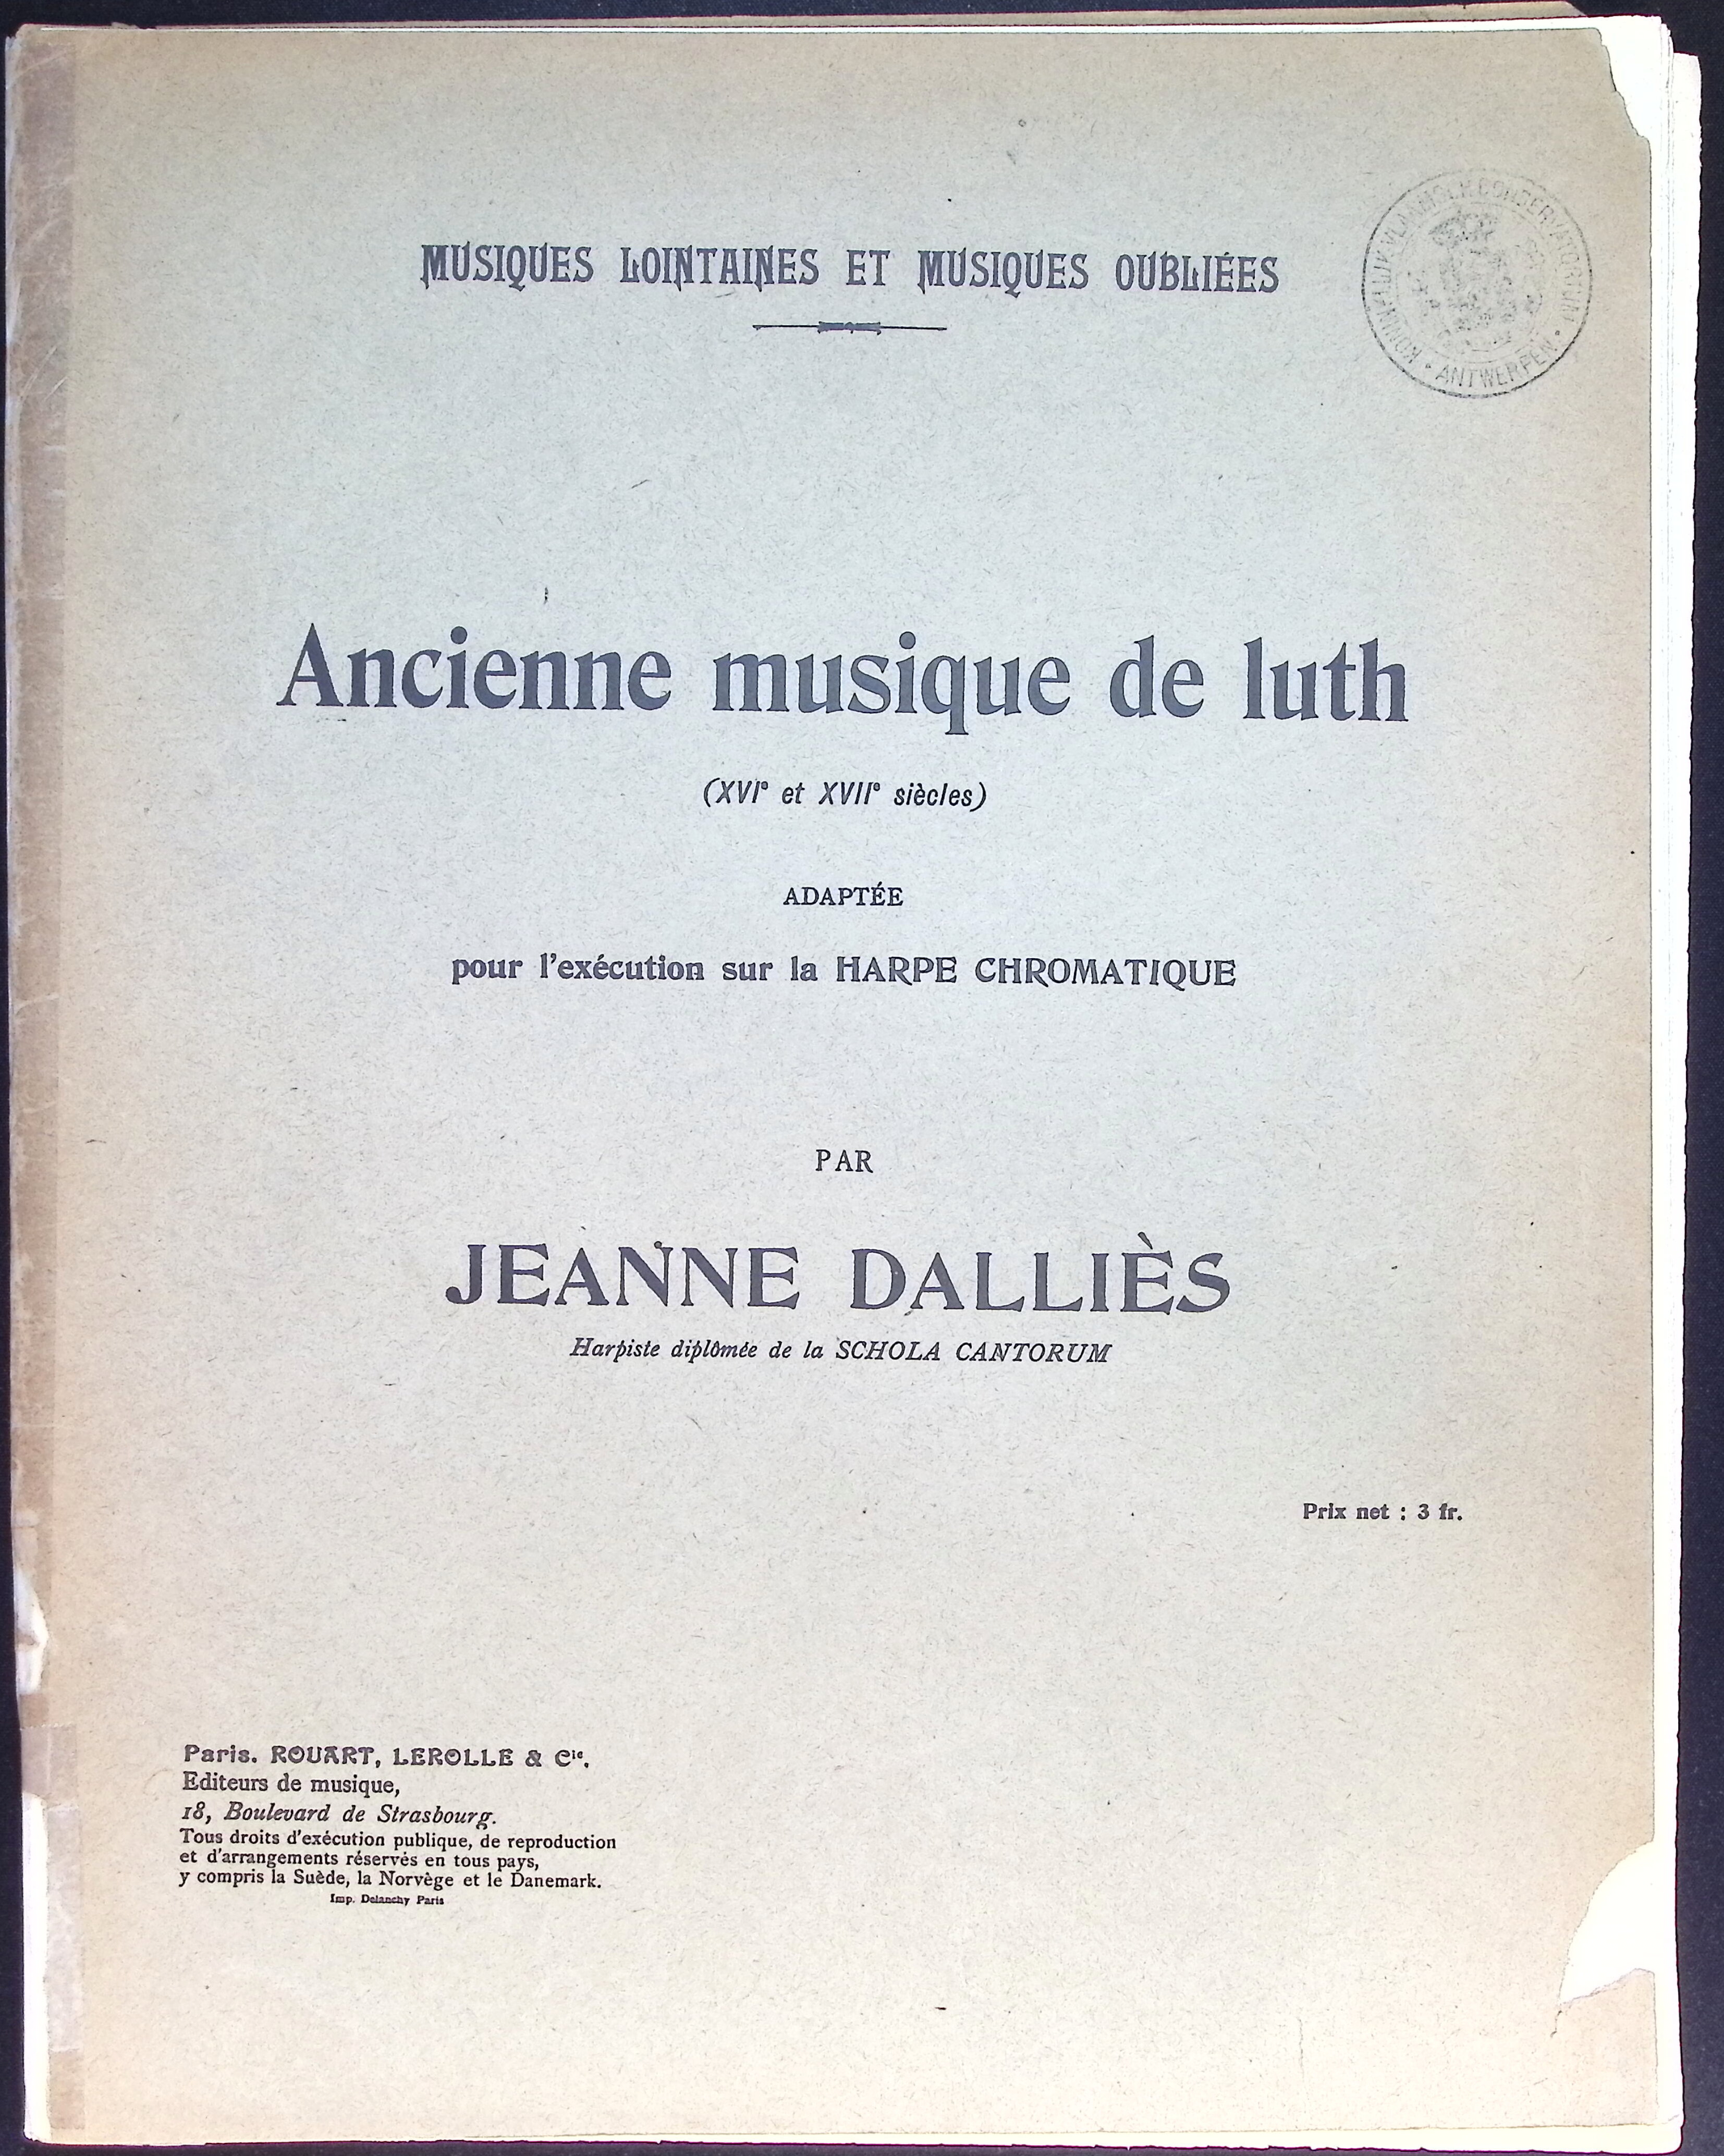 MUSIQUES LOINTAINES ET MUSIQUES OUBLIÉES
KONINKLIJK VLAAMSCH CONSERVATORIUM • ANTWERPEN •
Ancienne musique de luth
(XVIe et XVIIe siècles)
ADAPTÉE
pour l'exécution sur la HARPE CHROMATIQUE
PAR
JEANNE DALLIÈS
Harpiste diplômée de la SCHOLA CANTORUM
Prix net : 3 fr.
Paris. ROUART, LEROLLE & Cie.
Editeurs de musique,
18, Boulevard de Strasbourg.
Tous droits d'exécution publique, de reproduction
et d'arrangements réservés en tous pays,
y compris la Suède, la Norvège et le Danemark.
Imp. Delanchy Paris